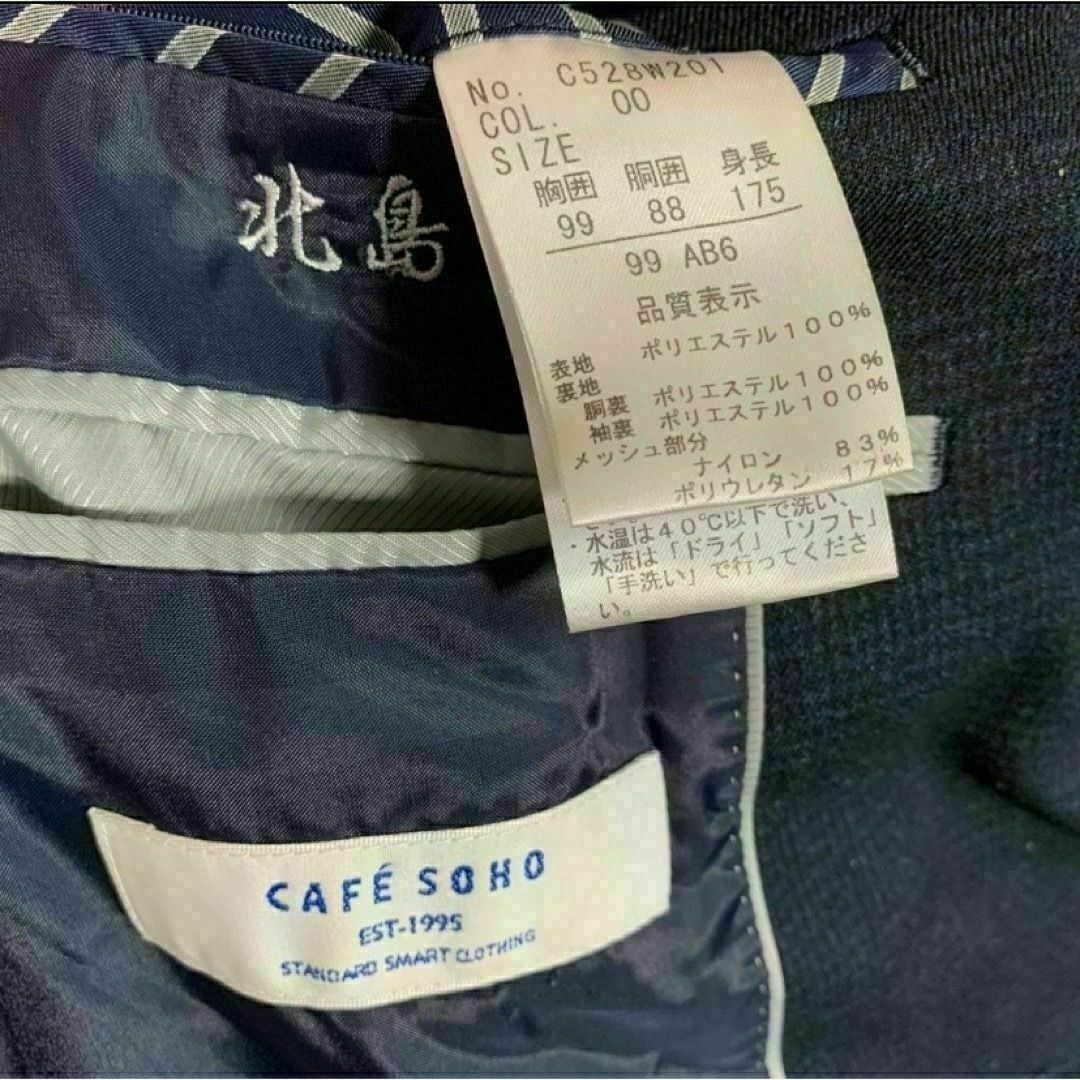 No. C528W201
COL. 00
SIZE
胸囲 胴囲 身長
99 88 175
99 AB6
品質表示
表地 ポリエステル100%
裏地
胴裏 ポリエステル100%
袖裏 ポリエステル100%
メッシュ部分
ナイロン 83%
ポリウレタン 17%
・水温は40℃以下で洗い、
水流は「ドライ」「ソフト」
「手洗い」で行ってくださ
い。
北島
CAFÉ SOHO
EST-1995
STANDARD SMART CLOTHING